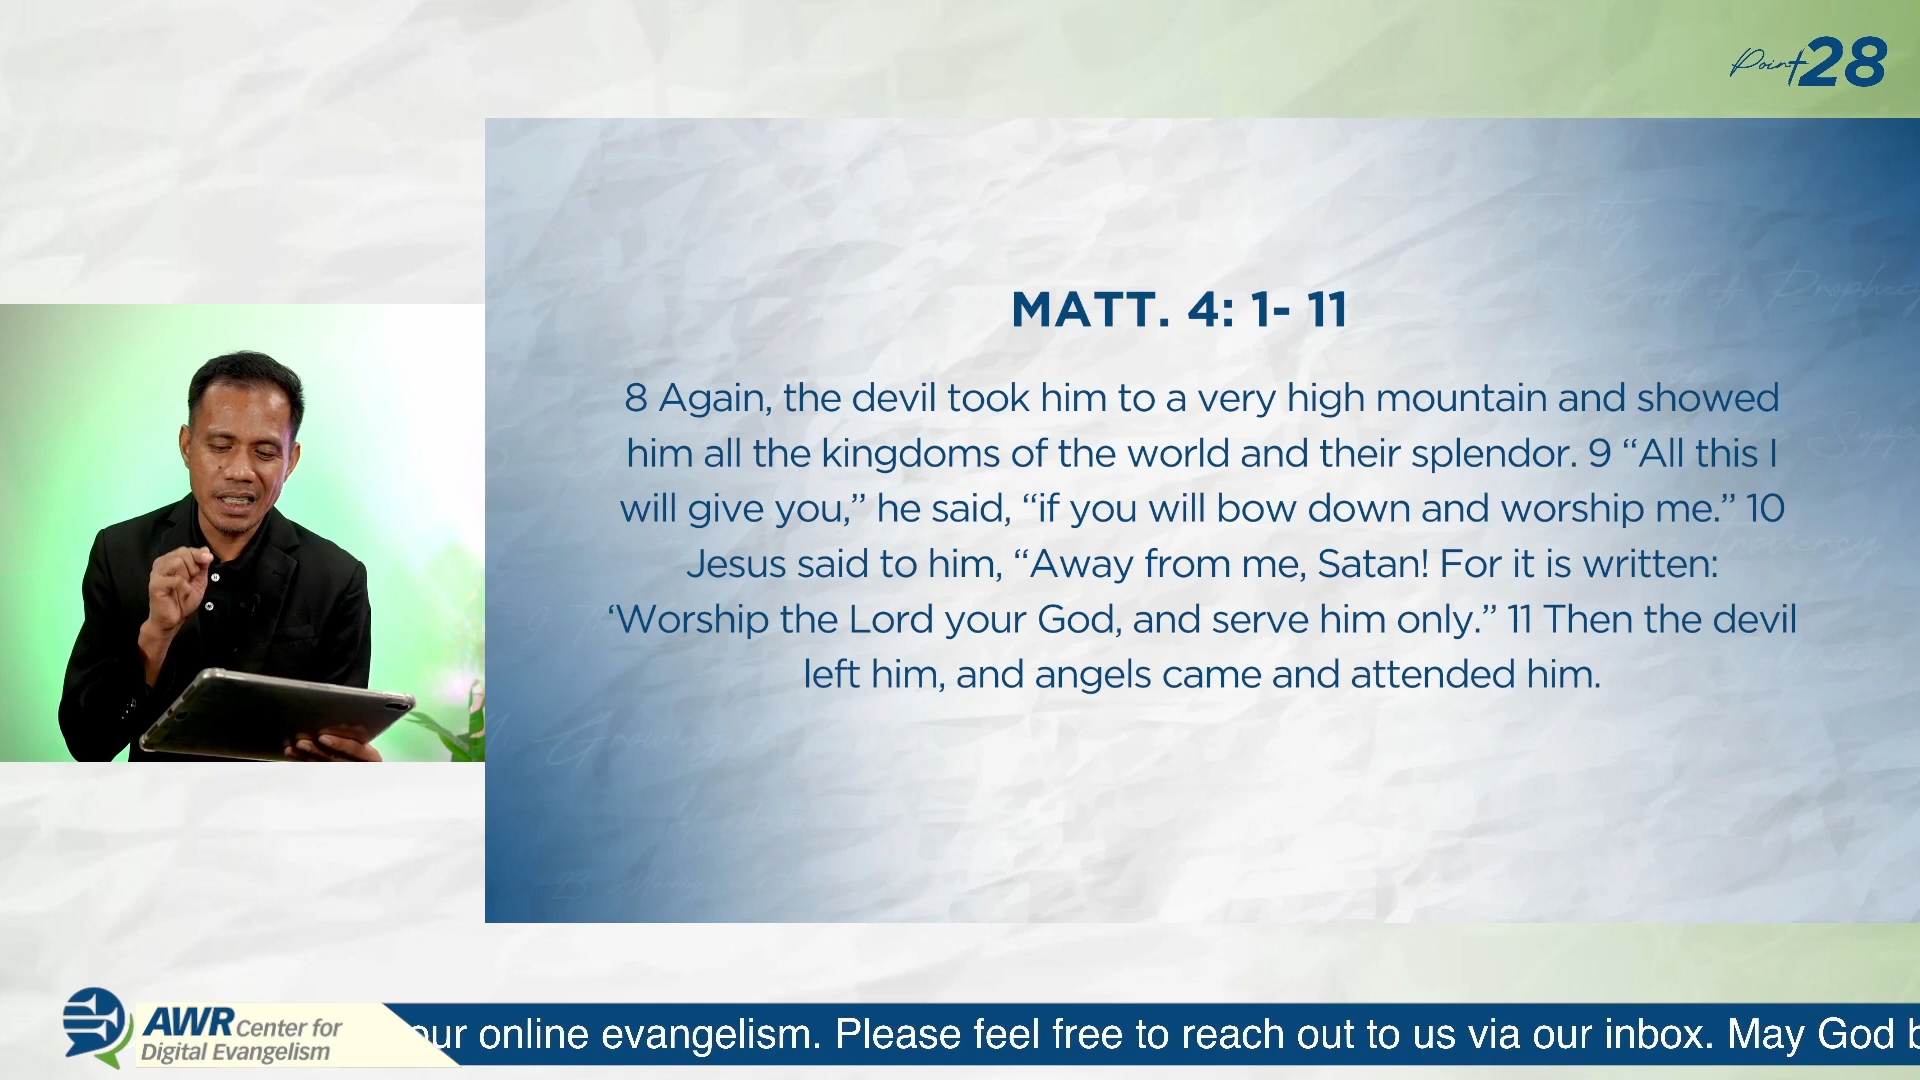 Point28
MATT. 4: 1- 11
8 Again, the devil took him to a very high mountain and showed
him all the kingdoms of the world and their splendor. 9 “All this I
will give you,” he said, “if you will bow down and worship me.” 10
Jesus said to him, “Away from me, Satan! For it is written:
‘Worship the Lord your God, and serve him only.” 11 Then the devil
left him, and angels came and attended him.
Growing
AWR Center for
Digital Evangelism
our online evangelism. Please feel free to reach out to us via our inbox. May God